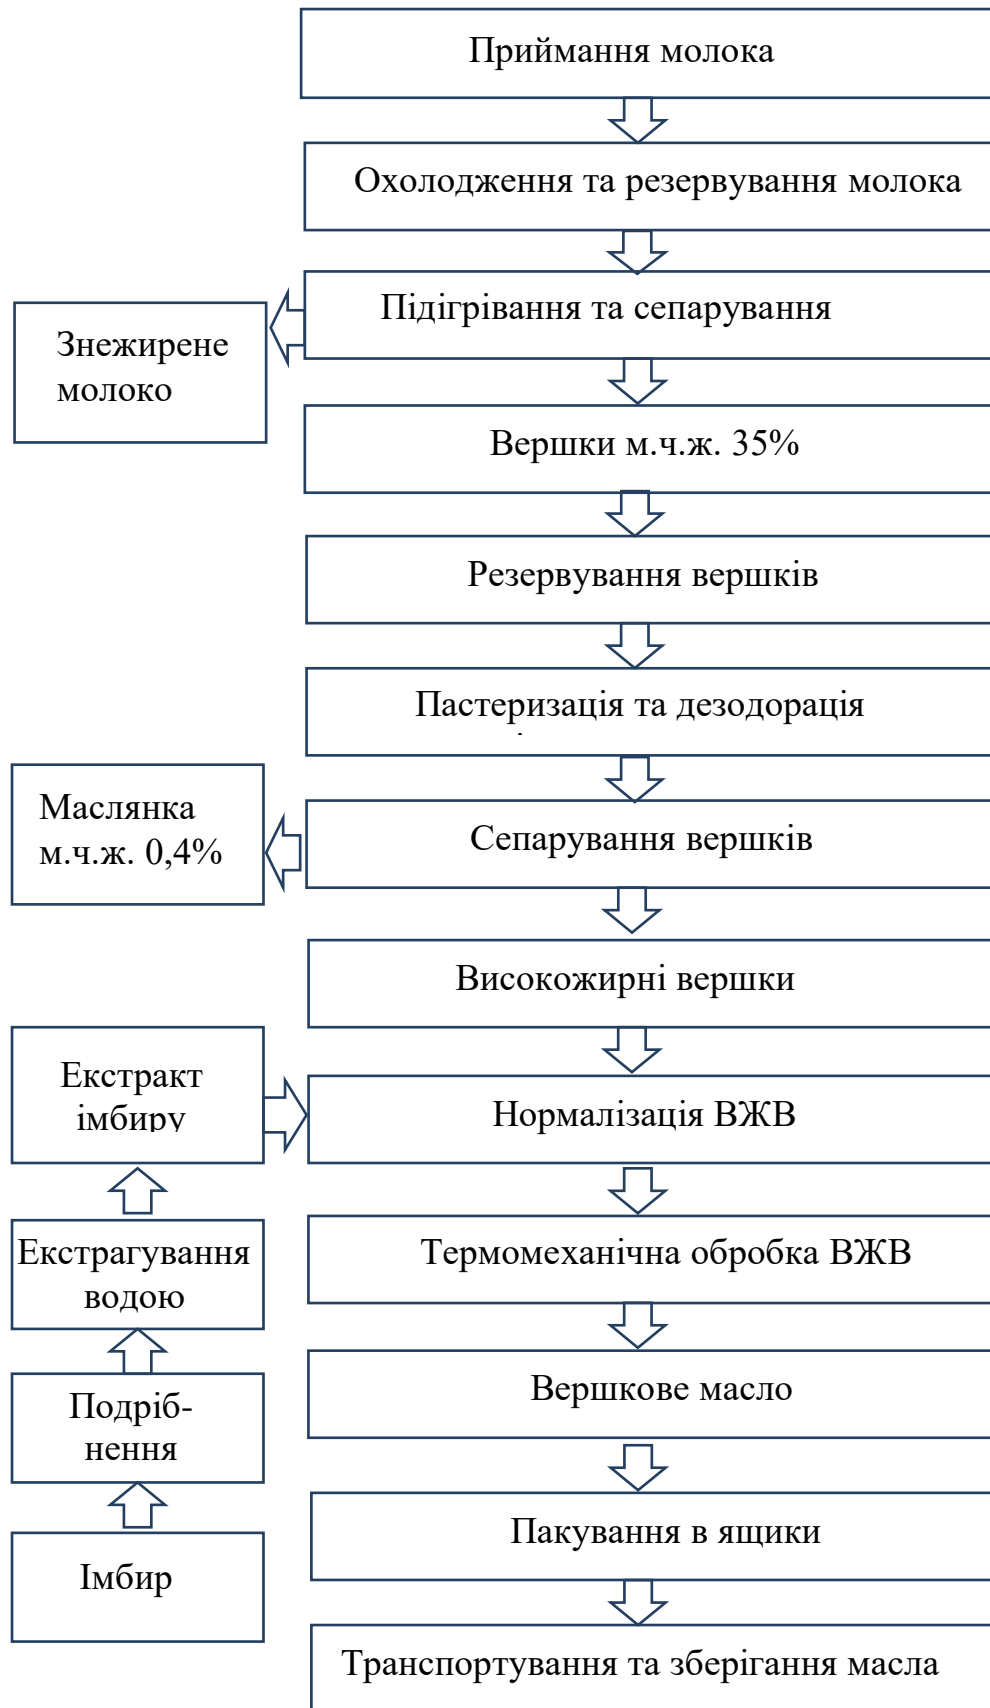 Приймання молока
Охолодження та резервування молока
Підігрівання та сепарування
Знежирене
молоко
Вершки м.ч.ж. 35%
Резервування вершків
Пастеризація та дезодорація
Маслянка
м.ч.ж. 0,4%
Сепарування вершків
Високожирні вершки
Екстракт
імбиру
Нормалізація ВЖВ
Екстрагування
водою
Термомеханічна обробка ВЖВ
Подріб-
нення
Вершкове масло
Імбир
Пакування в ящики
Транспортування та зберігання масла